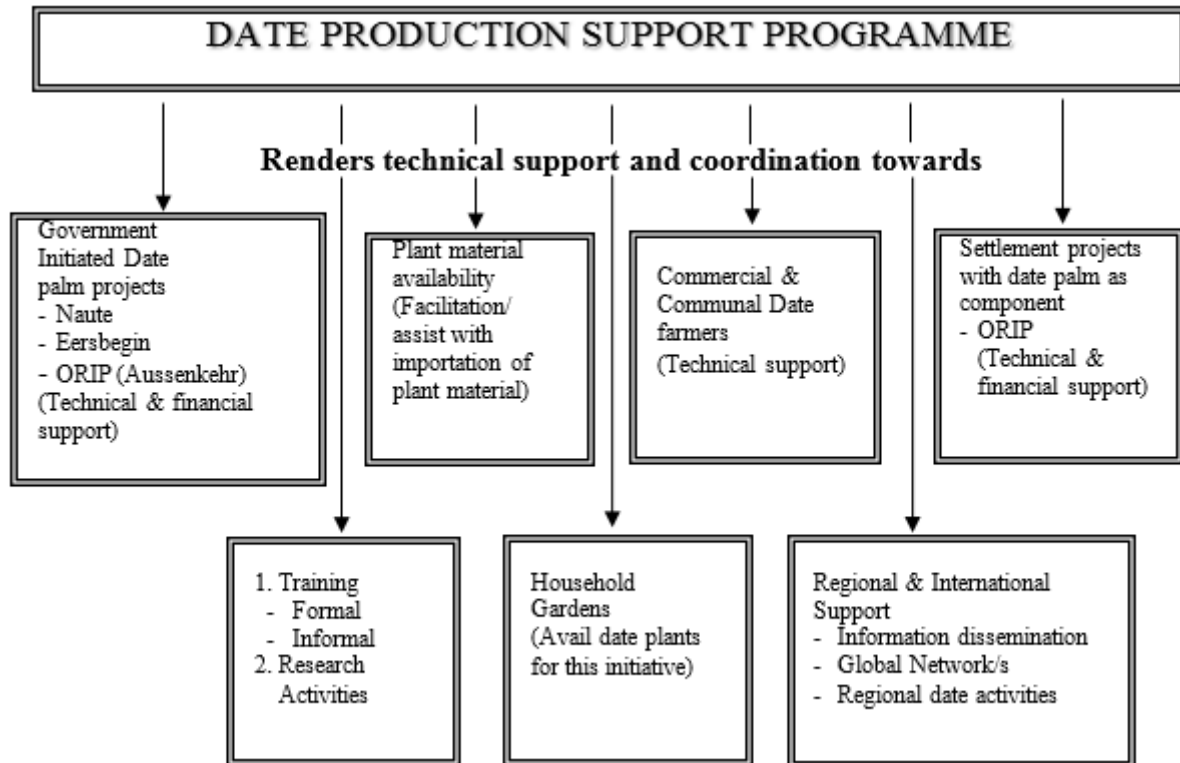 DATE PRODUCTION SUPPORT PROGRAMME
Renders technical support and coordination towards
Government
Initiated Date
palm projects
- Naute
- Eersbegin
- ORIP (Aussenkehr)
(Technical & financial
support)
Plant material
availability
(Facilitation/
assist with
importation of
plant material)
Commercial &
Communal Date
farmers
(Technical support)
Settlement projects
with date palm as
component
- ORIP
(Technical &
financial support)
1. Training
- Formal
- Informal
2. Research
Activities
Household
Gardens
(Avail date plants
for this initiative)
Regional & International
Support
- Information dissemination
- Global Network/s
- Regional date activities